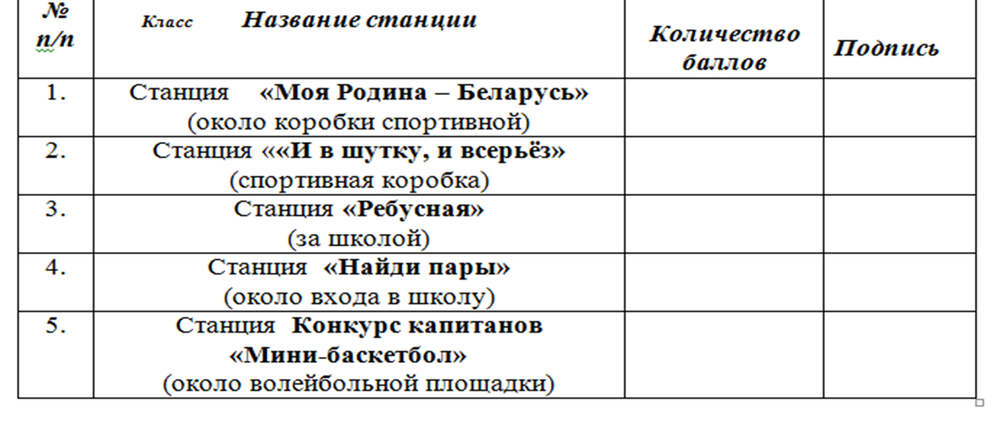 №
п/п
Класс Название станции
Количество
баллов
Подпись
1.
Станция «Моя Родина – Беларусь»
(около коробки спортивной)
2.
Станция ««И в шутку, и всерьёз»
(спортивная коробка)
3.
Станция «Ребусная»
(за школой)
4.
Станция «Найди пары»
(около входа в школу)
5.
Станция Конкурс капитанов
«Мини-баскетбол»
(около волейбольной площадки)